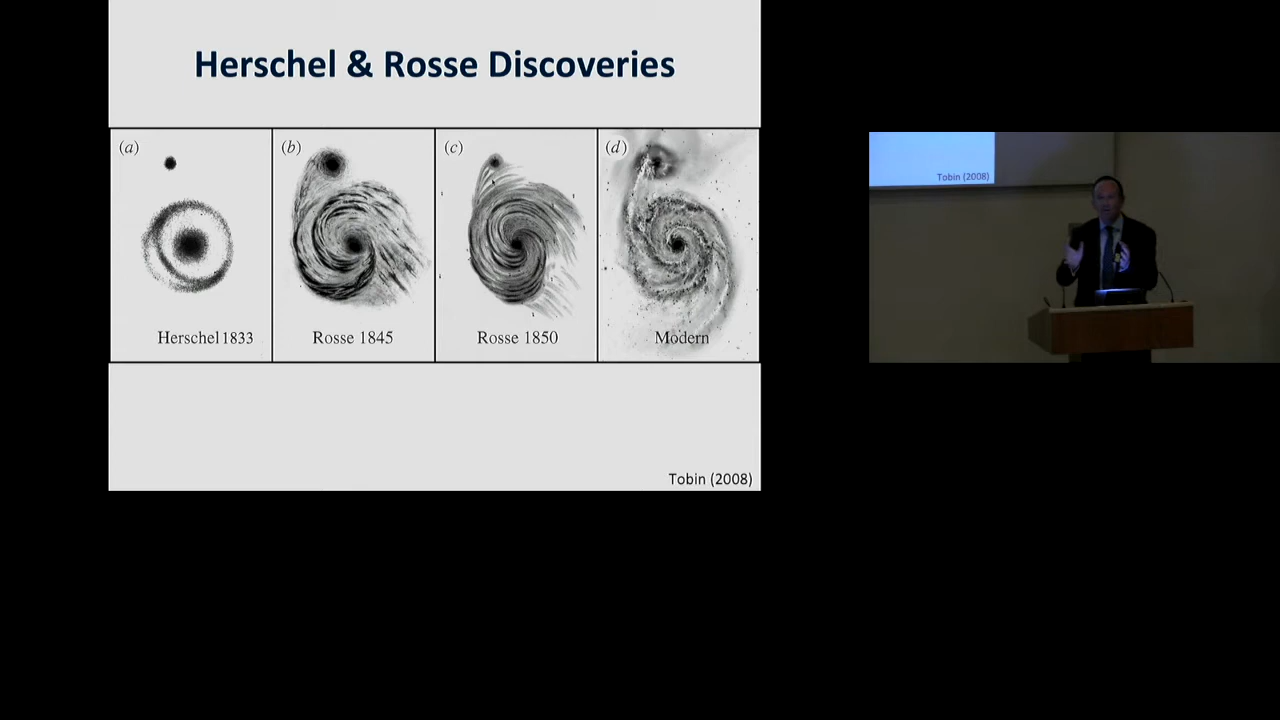 Herschel & Rosse Discoveries
(a)
(b)
(c)
(d)
Herschel 1833
Rosse 1845
Rosse 1850
Modern
Tobin (2008)
Tobin (2008)